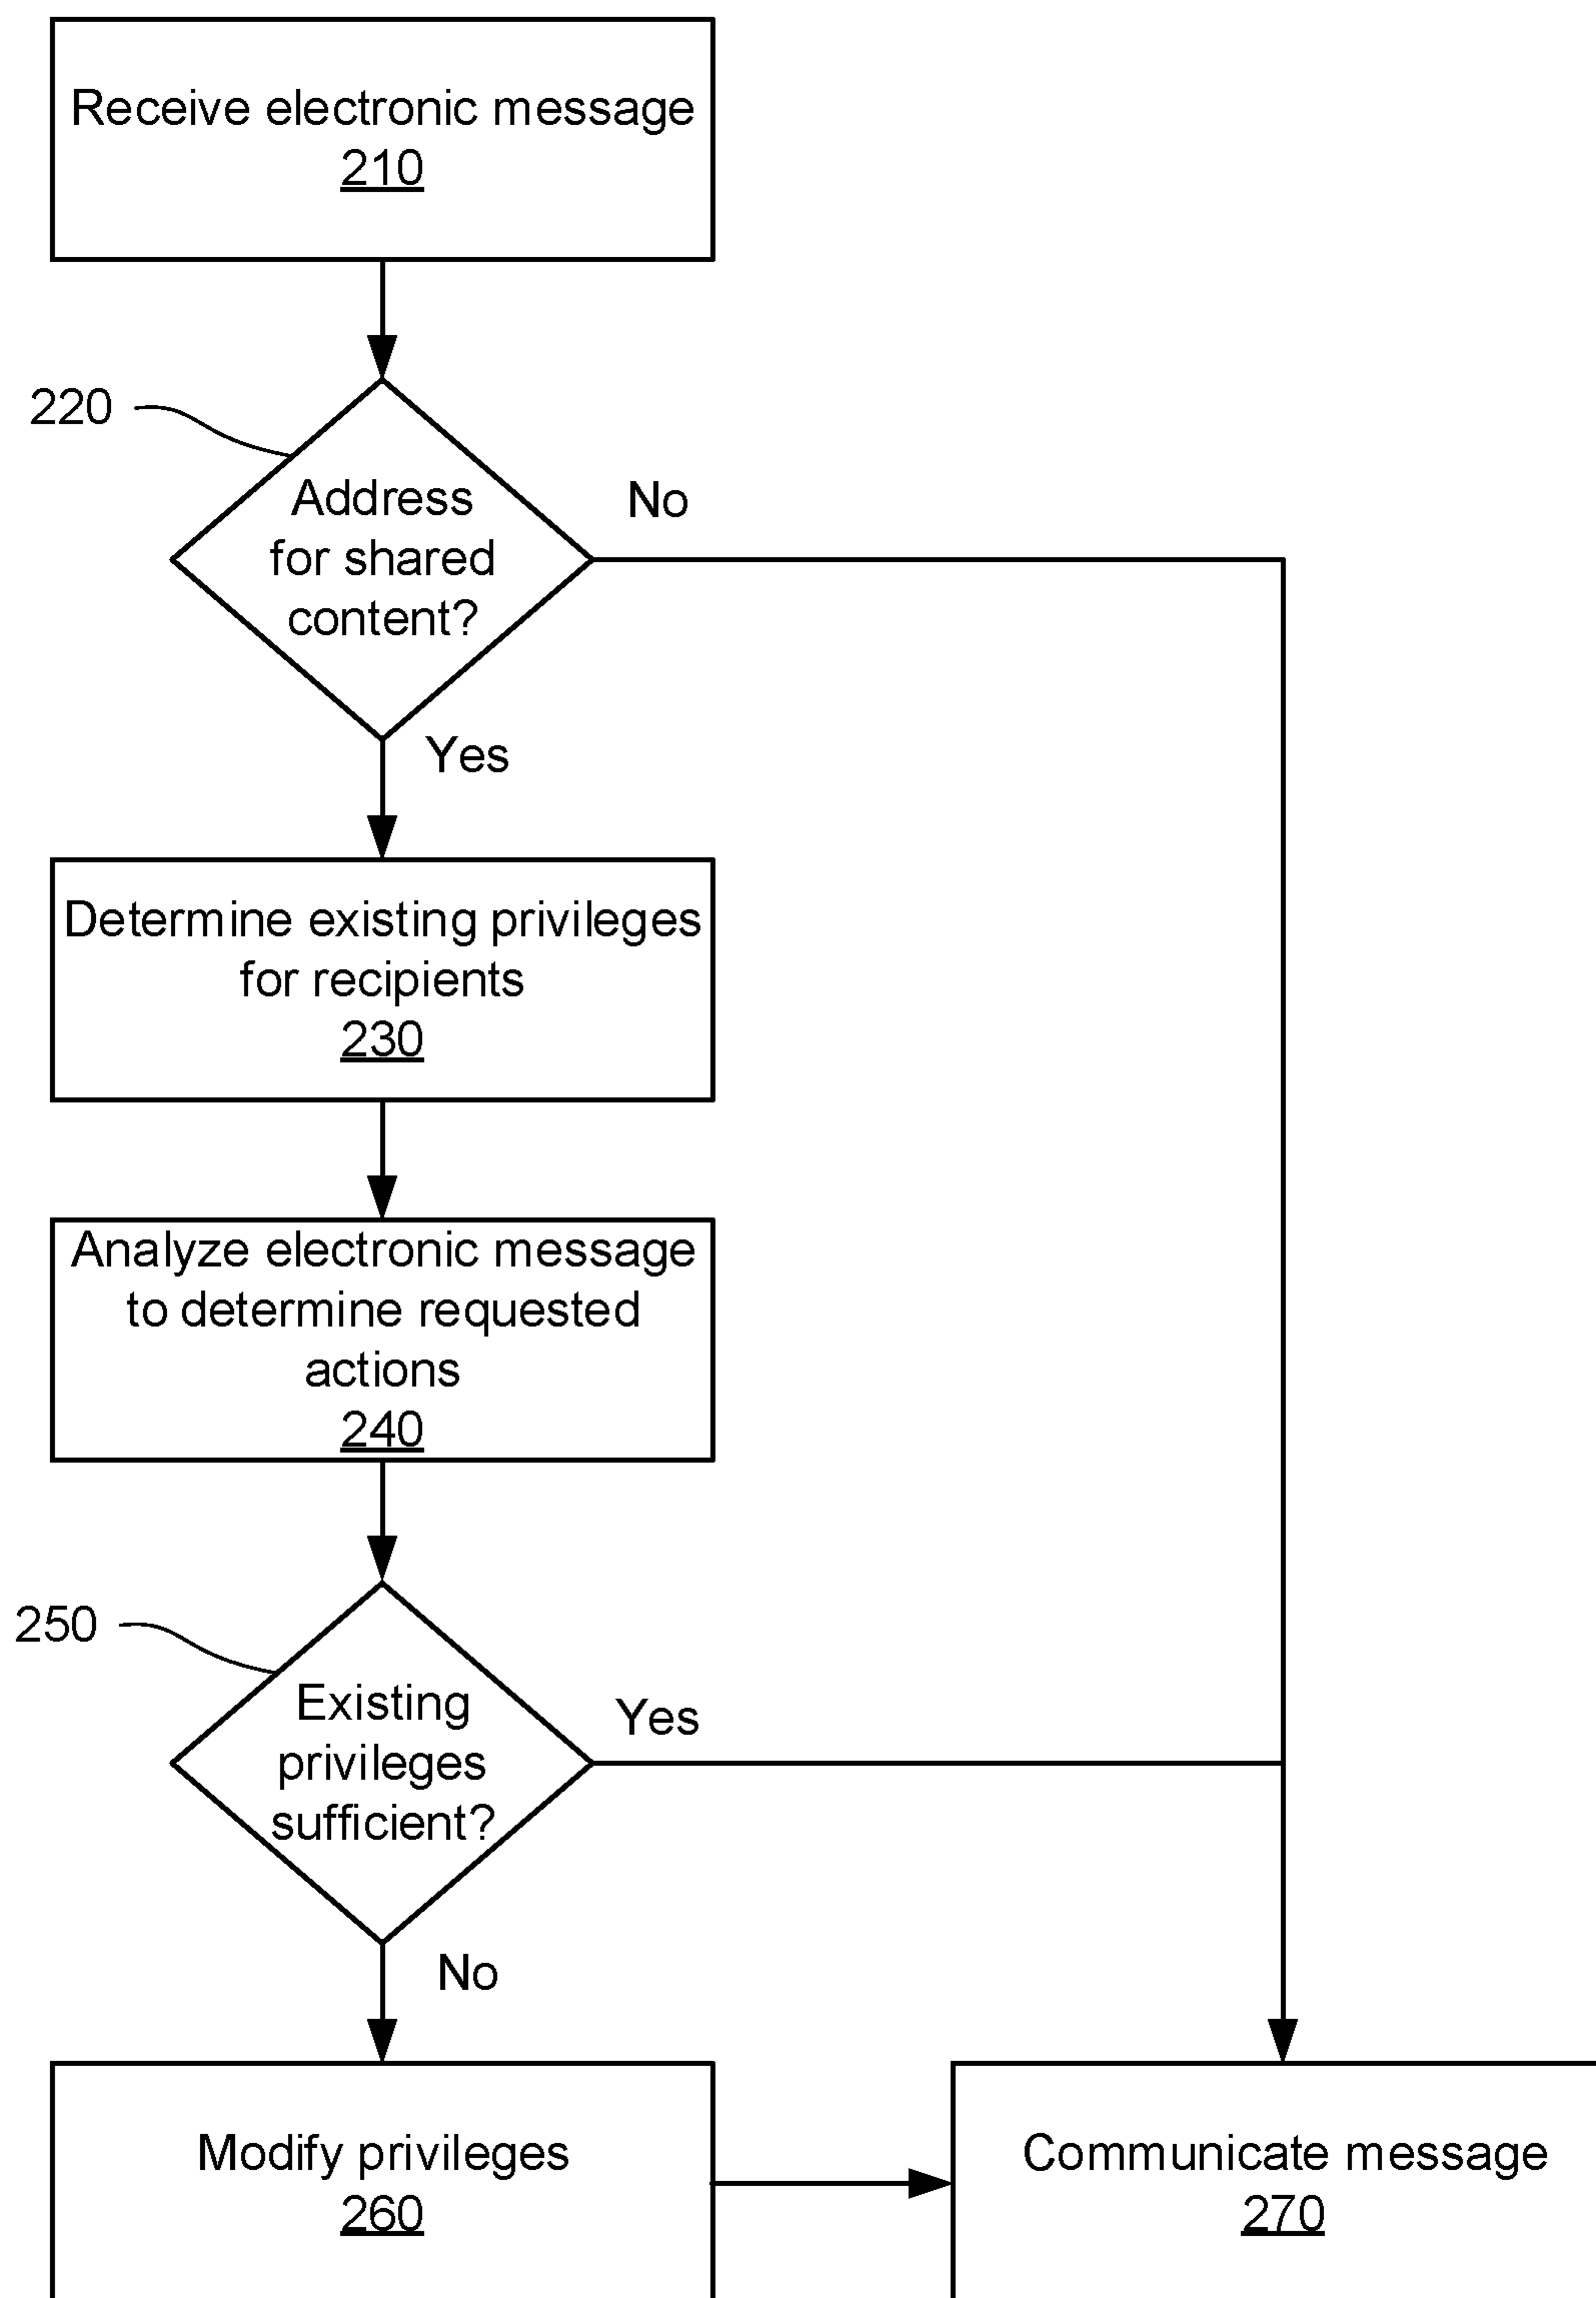 Receive electronic message
210
220
Address
for shared
content?
No
Yes
Determine existing privileges
for recipients
230
Analyze electronic message
to determine requested
actions
240
250
Existing
privileges
sufficient?
Yes
No
Modify privileges
260
Communicate message
270